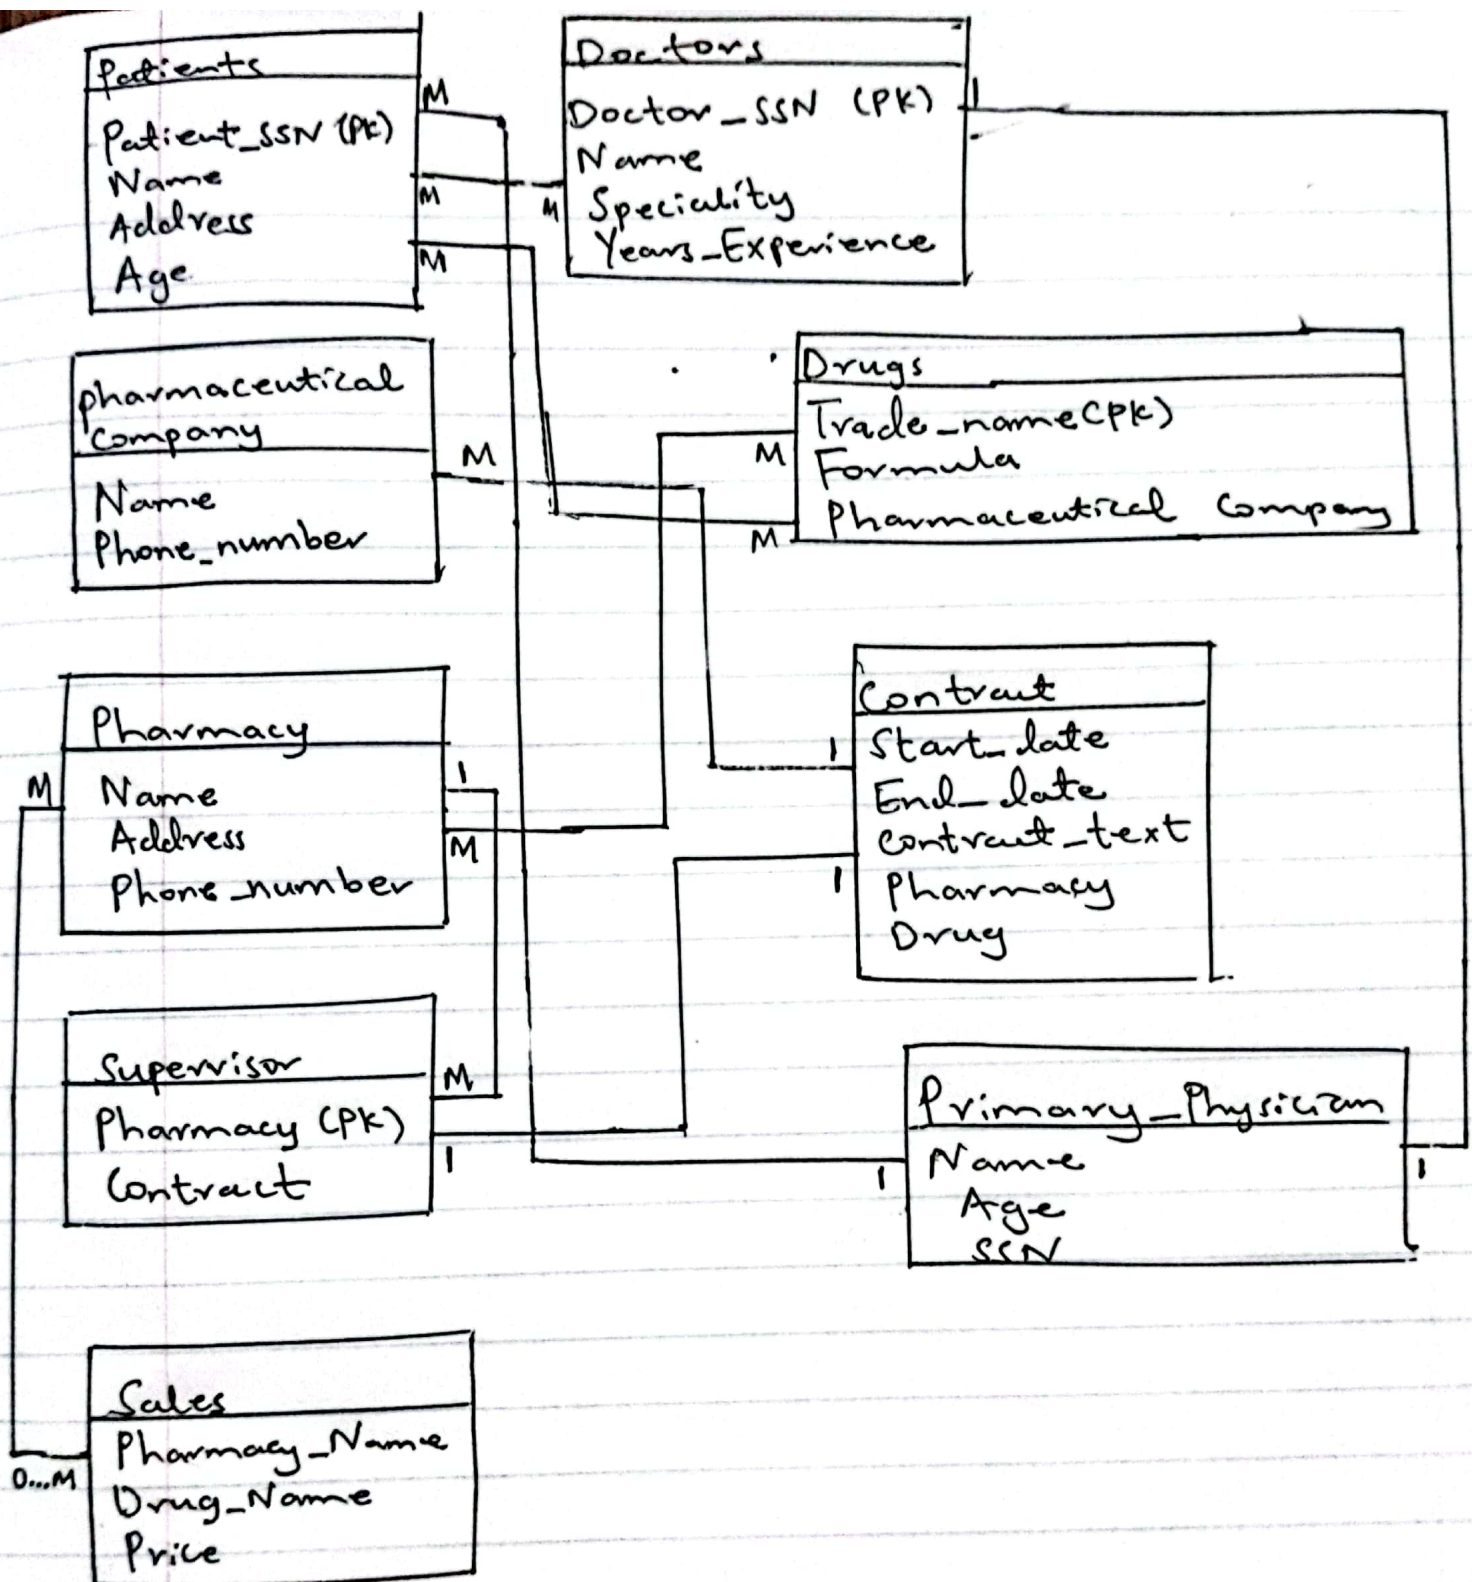 Patients
Patient_SSN (PK)
Name
Address
Age
M
M
M
Doctors
Doctor_SSN (PK)
Name
Speciality
Years_Experience
1
M
pharmaceutical
company
Name
Phone_number
M
Drugs
Trade_name(PK)
Formula
Pharmaceutical Company
M
M
Pharmacy
Name
Address
Phone_number
M
1
M
Contract
Start_date
End_date
contract_text
Pharmacy
Drug
1
1
Supervisor
Pharmacy (PK)
Contract
M
1
Primary_Physician
Name
Age
SSN
1
1
Sales
Pharmacy_Name
Drug_Name
Price
0...M